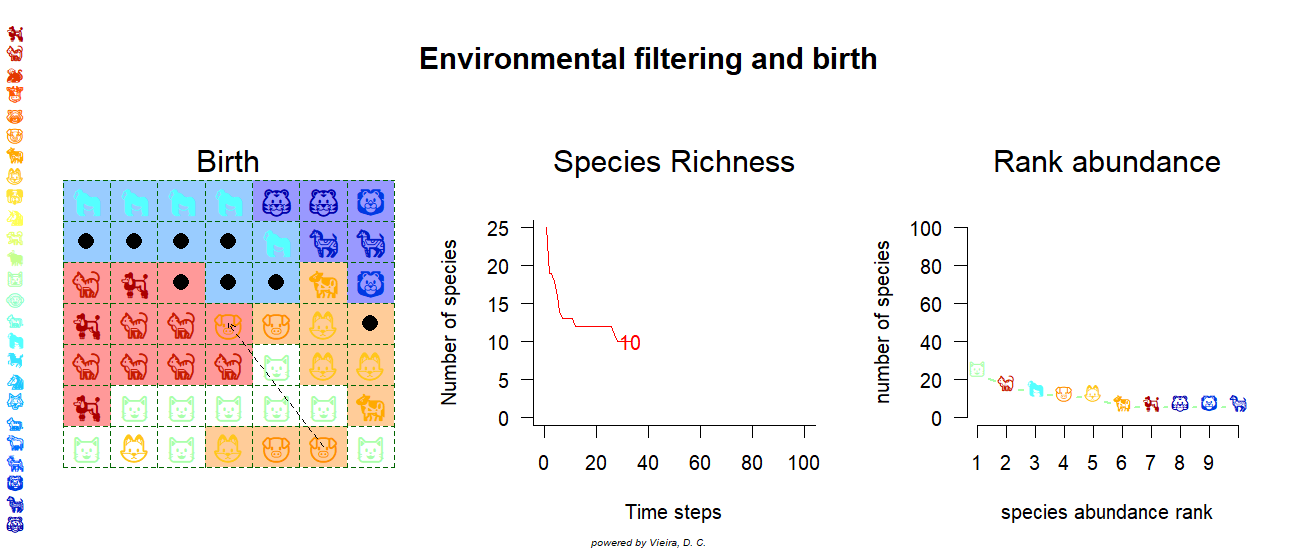 Environmental filtering and birth
Birth
Species Richness
Number of species
25
20
15
10
5
0
10
0 20 40 60 80 100
Time steps
Rank abundance
number of species
100
80
60
40
20
0
1 2 3 4 5 6 7 8 9
species abundance rank
powered by Vieira, D. C.